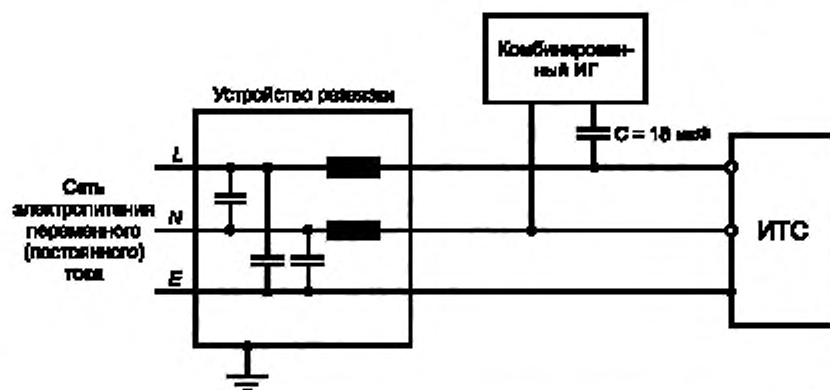 Комбинирован-
ный ИГ
Устройство развязки
C = 18 мкФ
L
Сеть
электропитания
N
переменного
(постоянного)
тока
E
ИТС